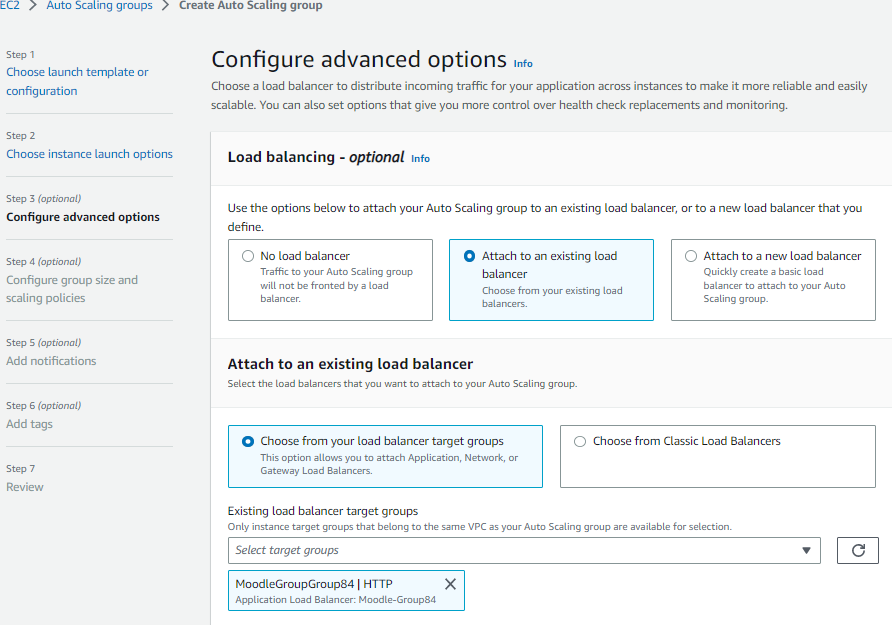 EC2 > Auto Scaling groups > Create Auto Scaling group
Step 1
Choose launch template or
configuration
Step 2
Choose instance launch options
Step 3 (optional)
Configure advanced options
Step 4 (optional)
Configure group size and
scaling policies
Step 5 (optional)
Add notifications
Step 6 (optional)
Add tags
Step 7
Review
Configure advanced options Info
Choose a load balancer to distribute incoming traffic for your application across instances to make it more reliable and easily
scalable. You can also set options that give you more control over health check replacements and monitoring.
Load balancing - optional Info
Use the options below to attach your Auto Scaling group to an existing load balancer, or to a new load balancer that you
define.
No load balancer
Traffic to your Auto Scaling group
will not be fronted by a load
balancer.
Attach to an existing load
balancer
Choose from your existing load
balancers.
Attach to a new load balancer
Quickly create a basic load
balancer to attach to your Auto
Scaling group.
Attach to an existing load balancer
Select the load balancers that you want to attach to your Auto Scaling group.
Choose from your load balancer target groups
This option allows you to attach Application, Network, or
Gateway Load Balancers.
Choose from Classic Load Balancers
Existing load balancer target groups
Only instance target groups that belong to the same VPC as your Auto Scaling group are available for selection.
Select target groups
MoodleGroupGroup84 | HTTP
Application Load Balancer: Moodle-Group84